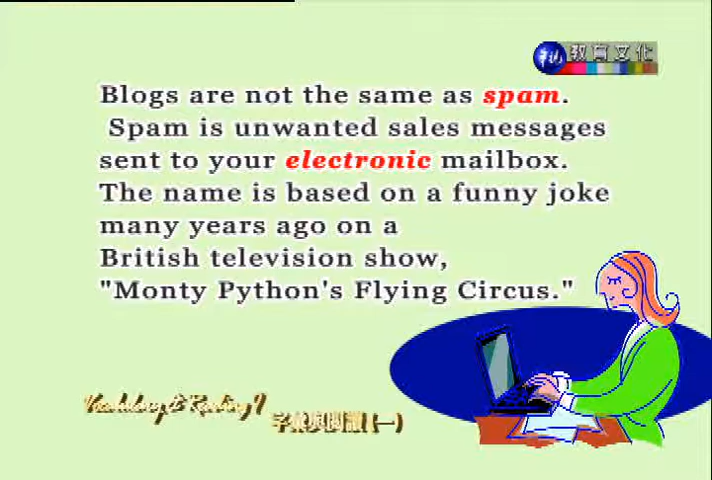 教育文化
Blogs are not the same as spam.
Spam is unwanted sales messages
sent to your electronic mailbox.
The name is based on a funny joke
many years ago on a
British television show,
"Monty Python's Flying Circus."
Vocabulary & Reading I
字彙與閱讀(一)